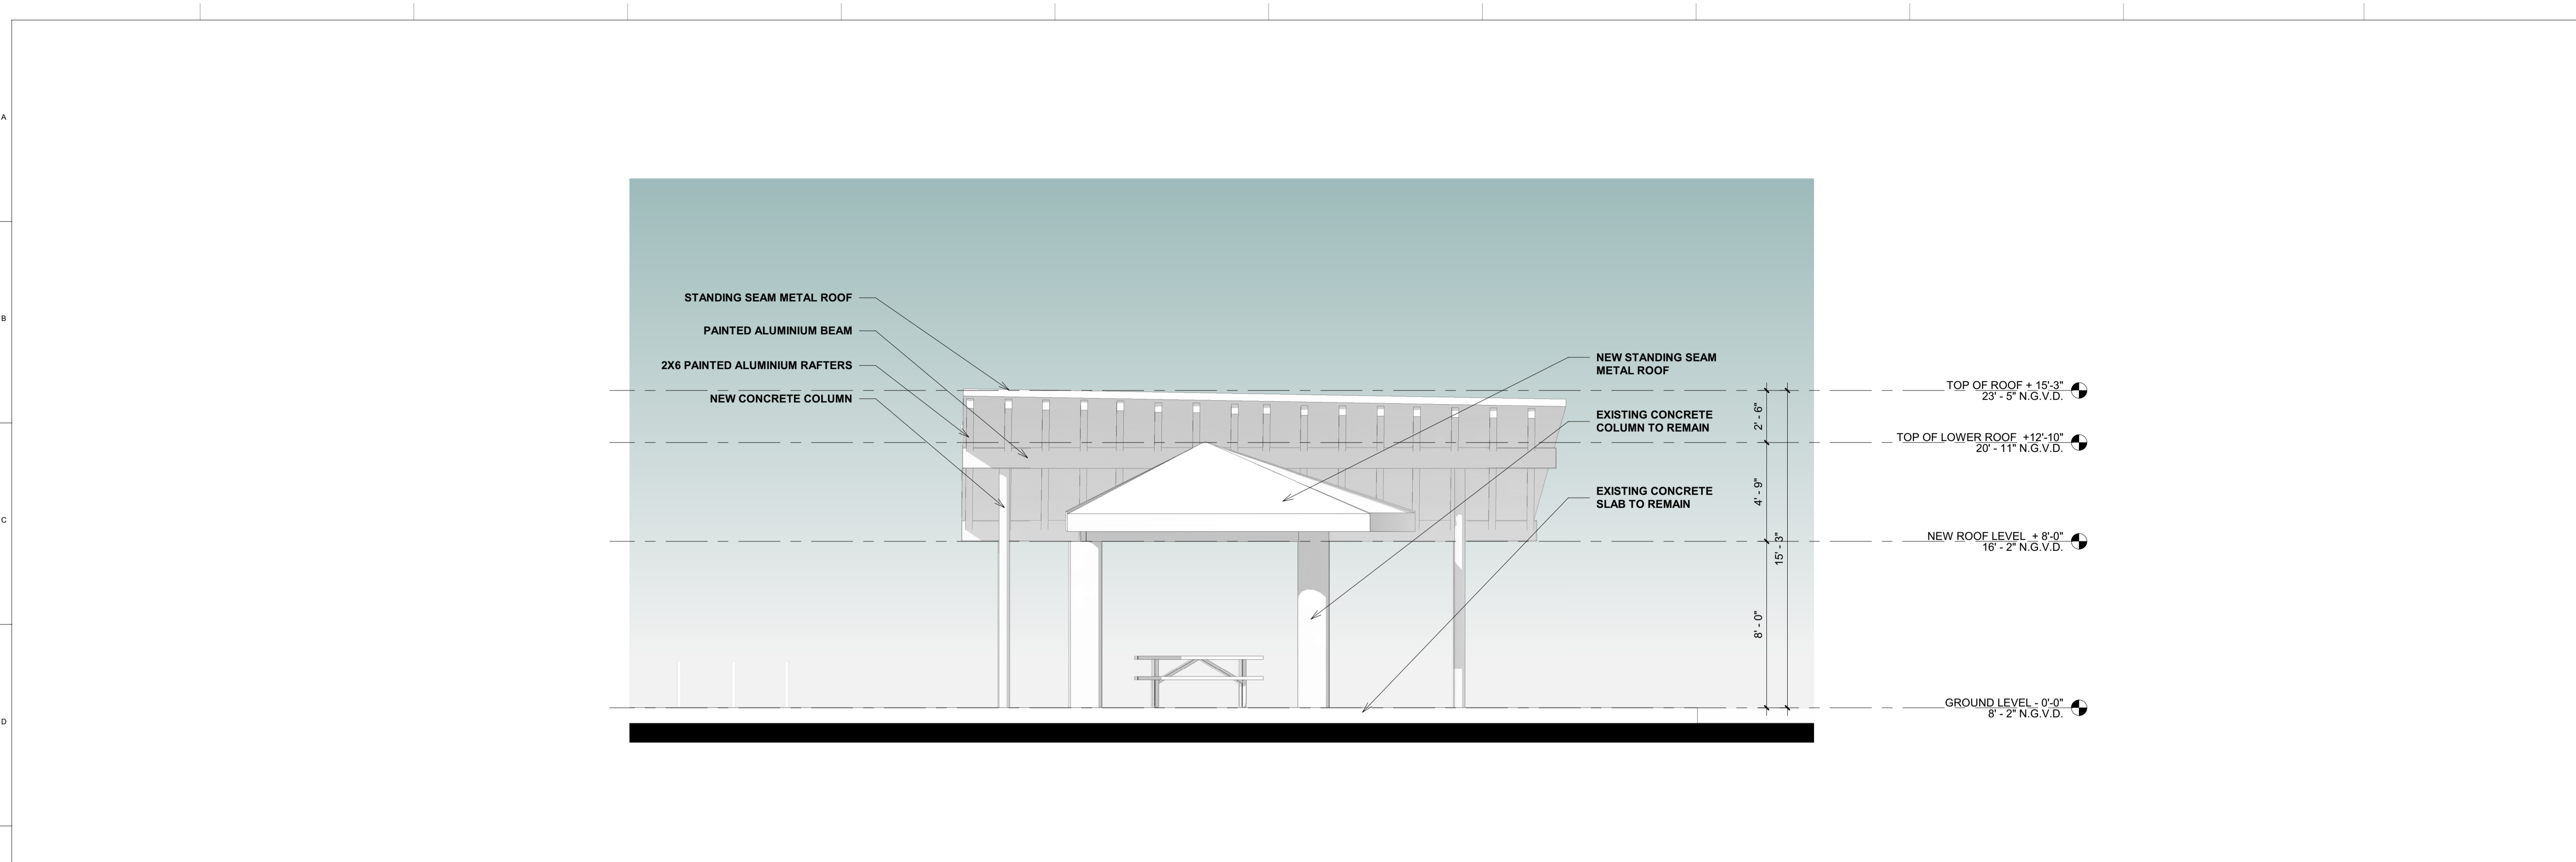 A
B
C
D
STANDING SEAM METAL ROOF
PAINTED ALUMINIUM BEAM
2X6 PAINTED ALUMINIUM RAFTERS
NEW CONCRETE COLUMN
NEW STANDING SEAM
METAL ROOF
EXISTING CONCRETE
COLUMN TO REMAIN
EXISTING CONCRETE
SLAB TO REMAIN
2' - 6"
4' - 9"
8' - 0"
15' - 3"
TOP OF ROOF + 15'-3"
23' - 5" N.G.V.D.
TOP OF LOWER ROOF +12'-10"
20' - 11" N.G.V.D.
NEW ROOF LEVEL + 8'-0"
16' - 2" N.G.V.D.
GROUND LEVEL - 0'-0"
8' - 2" N.G.V.D.